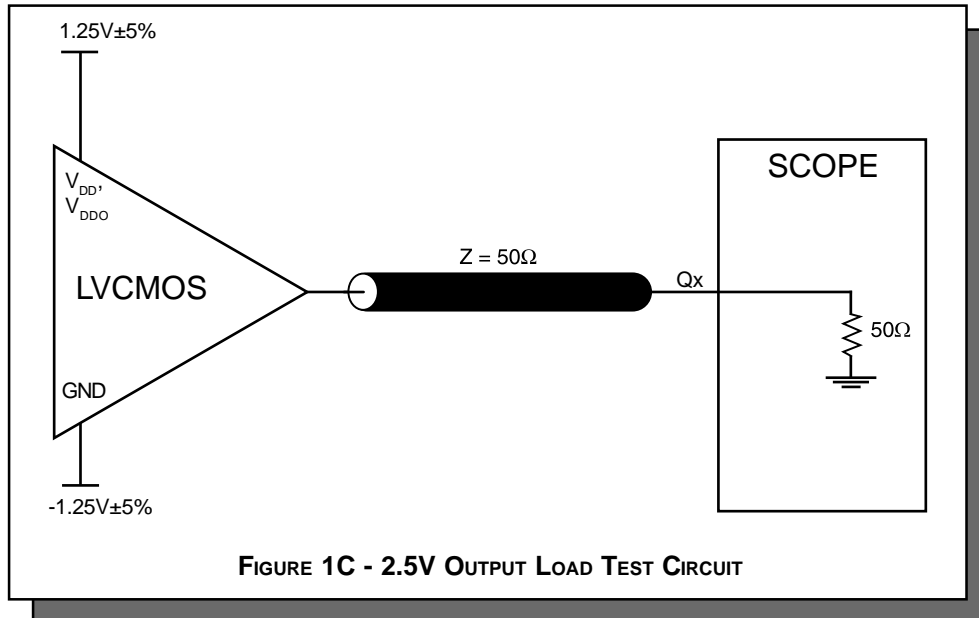 1.25V±5%
SCOPE
VDD,
VDDO
Z = 50Ω
LVCMOS
Qx
50Ω
GND
-1.25V±5%
FIGURE 1C - 2.5V OUTPUT LOAD TEST CIRCUIT